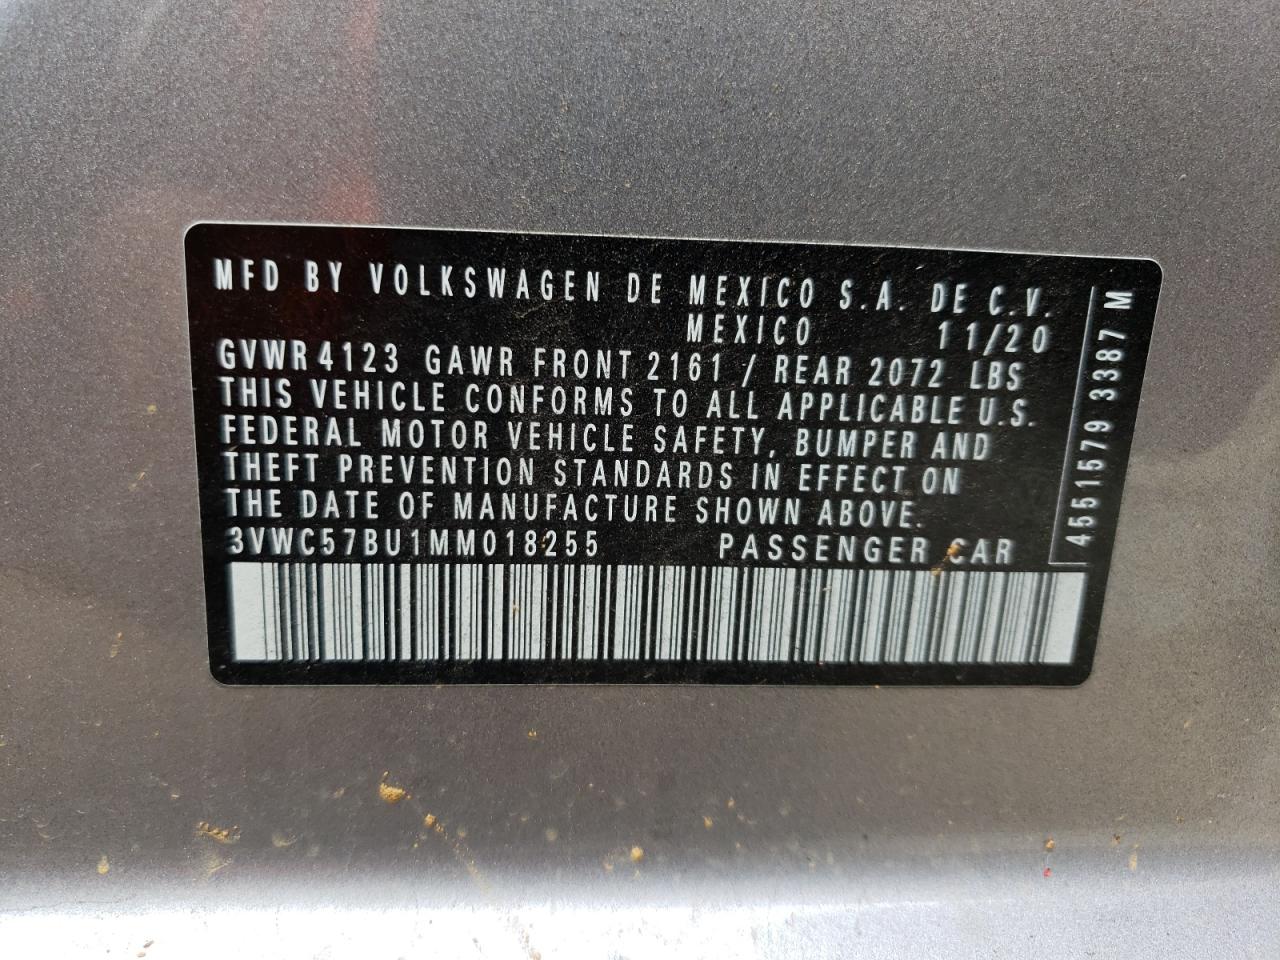 MFD BY VOLKSWAGEN DE MEXICO S.A. DE C.V.
MEXICO 11/20
GVWR 4123 GAWR FRONT 2161 / REAR 2072 LBS
THIS VEHICLE CONFORMS TO ALL APPLICABLE U.S.
FEDERAL MOTOR VEHICLE SAFETY, BUMPER AND
THEFT PREVENTION STANDARDS IN EFFECT ON
THE DATE OF MANUFACTURE SHOWN ABOVE.
3VWC57BU1MM018255 PASSENGER CAR
4551579 3387 M